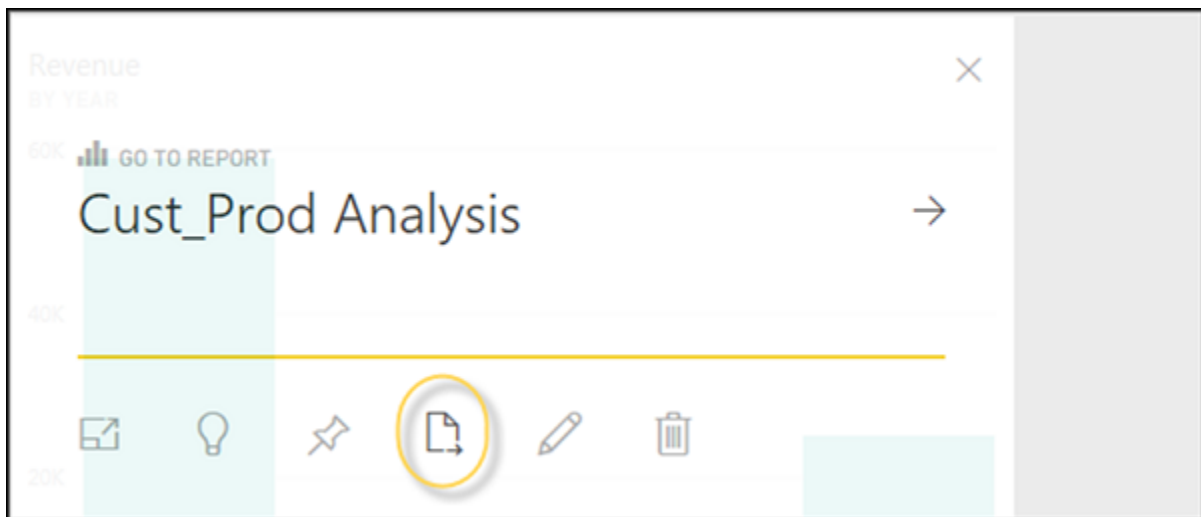 Revenue
BY YEAR
60K
GO TO REPORT
Cust_Prod Analysis
40K
20K